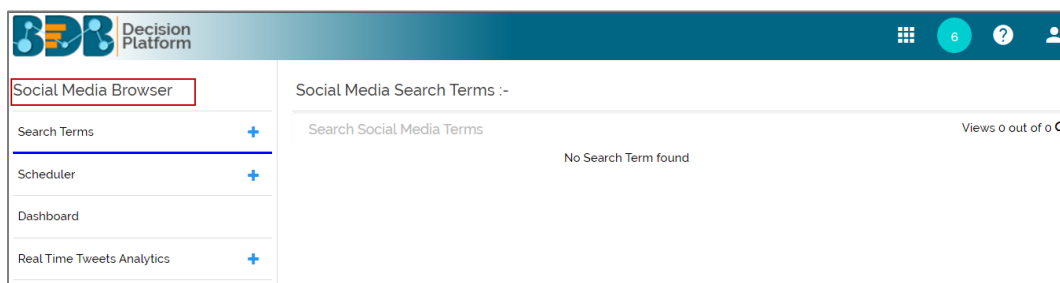 BDB Decision Platform
6 ?
Social Media Browser
Social Media Search Terms :-
Search Terms +
Search Social Media Terms
Views 0 out of 0
No Search Term found
Scheduler +
Dashboard
Real Time Tweets Analytics +